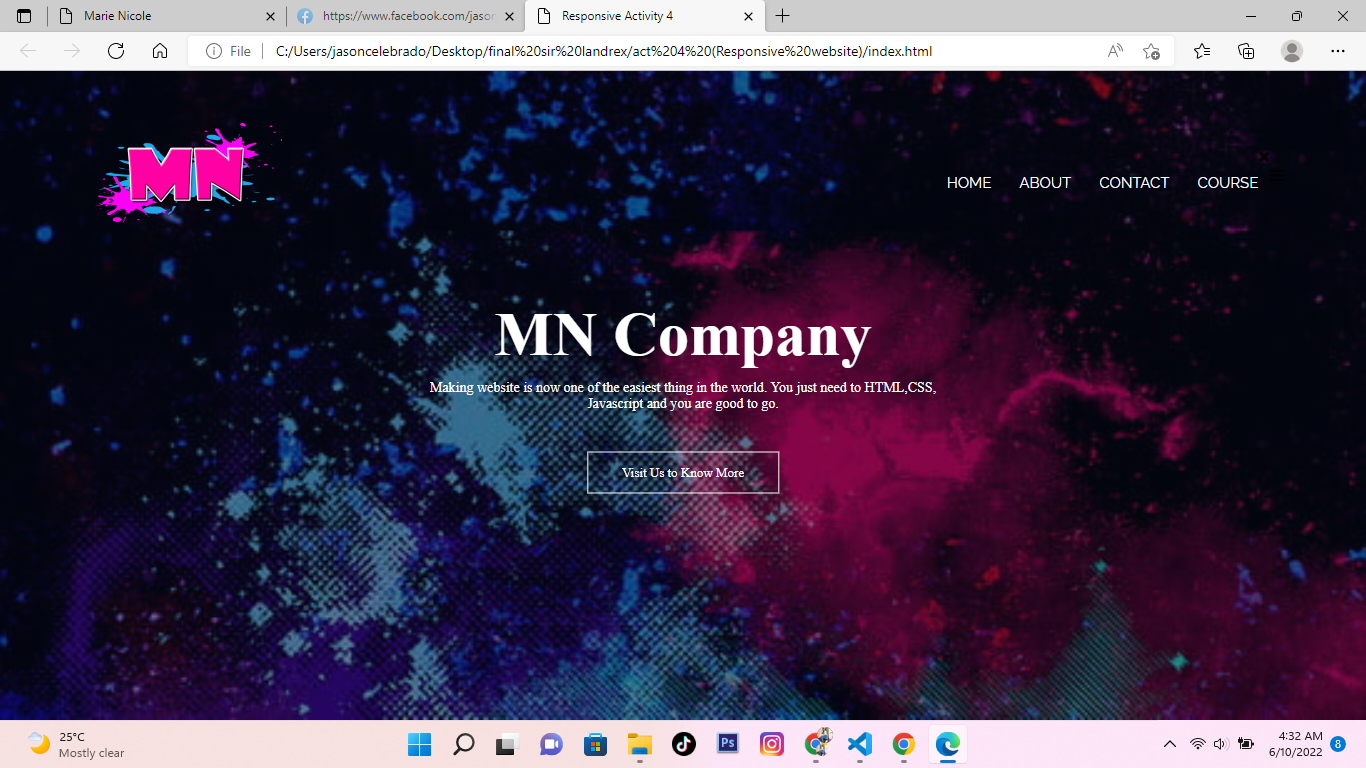 Marie Nicole
https://www.facebook.com/jason
Responsive Activity 4
File
C:/Users/jasoncelebrado/Desktop/final%20sir%20landrex/act%204%20(Responsive%20website)/index.html
MN
HOME ABOUT CONTACT COURSE
MN Company
Making website is now one of the easiest thing in the world. You just need to HTML,CSS,
Javascript and you are good to go.
Visit Us to Know More
25°C
Mostly clear
Ps
4:32 AM
6/10/2022
8